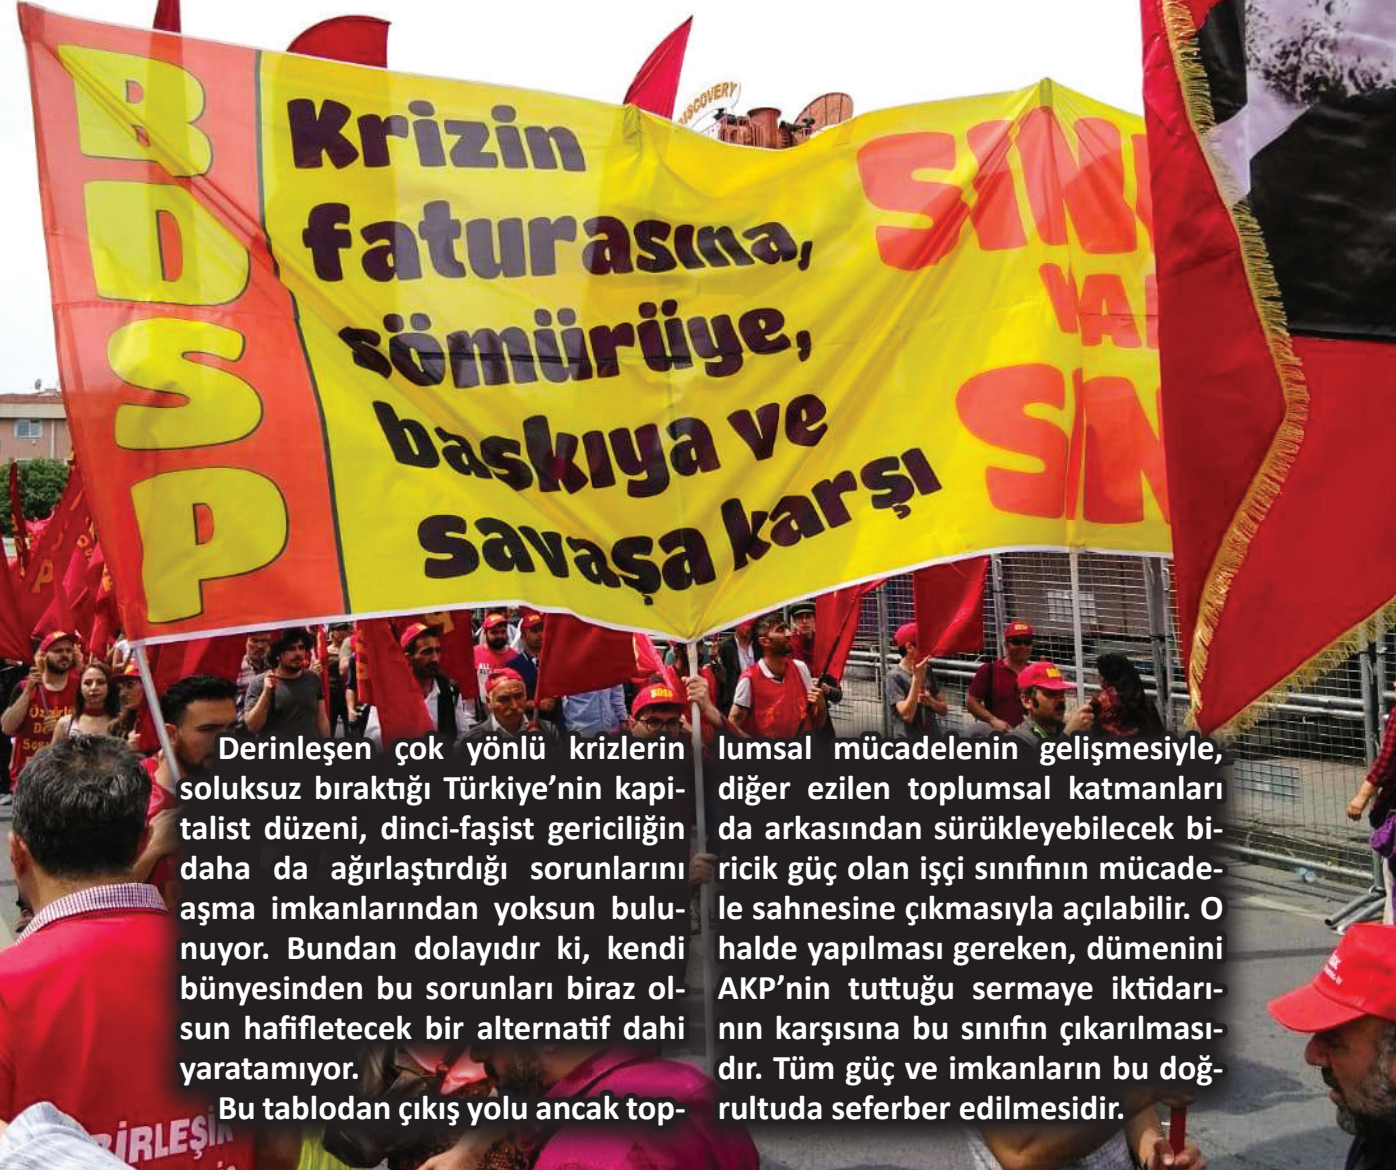 BDSP
Krizin
faturasına,
sömürüye,
baskıya ve
savaşa karşı
DISCOVERY
BDSP
Derinleşen çok yönlü krizlerin
soluksuz bıraktığı Türkiye’nin kapi-
talist düzeni, dinci-faşist gericiliğin
daha da ağırlaştırdığı sorunlarını
aşma imkanlarından yoksun bulu-
nuyor. Bundan dolayıdır ki, kendi
bünyesinden bu sorunları biraz ol-
sun hafifletecek bir alternatif dahi
yaratamıyor.
Bu tablodan çıkış yolu ancak top-
lumsal mücadelenin gelişmesiyle,
diğer ezilen toplumsal katmanları
da arkasından sürükleyebilecek bi-
ricik güç olan işçi sınıfının mücade-
le sahnesine çıkmasıyla açılabilir. O
halde yapılması gereken, dümenini
AKP’nin tuttuğu sermaye iktidarı-
nın karşısına bu sınıfın çıkarılması-
dır. Tüm güç ve imkanların bu doğ-
rultuda seferber edilmesidir.